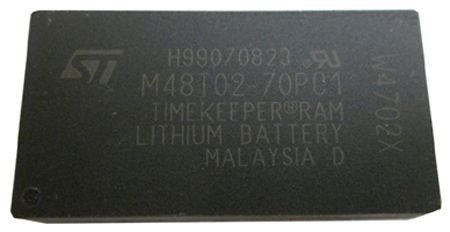 ST
H99070823
M48T02-70PC1
TIMEKEEPER®RAM
LITHIUM BATTERY
MALAYSIA D
W4702X